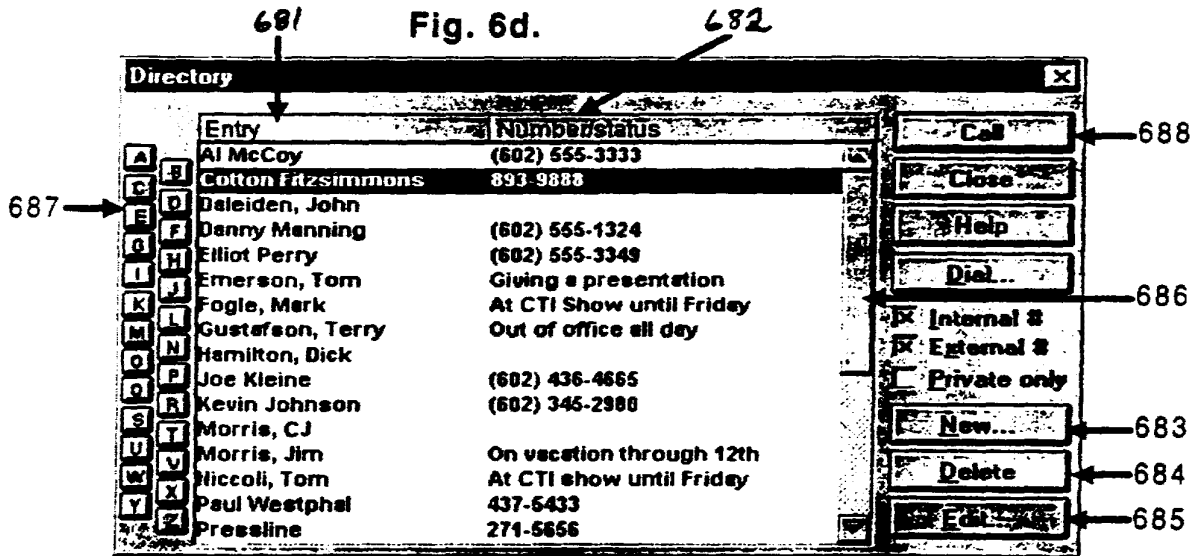 681 Fig. 6d. 682
Directory
Entry Number/status
Al McCoy (602) 555-3333
Cotton Fitzsimmons 893-9888
Daleiden, John
Danny Manning (602) 555-1324
Elliot Perry (602) 555-3349
Emerson, Tom Giving a presentation
Fogle, Mark At CTI Show until Friday
Gustafson, Terry Out of office all day
Hamilton, Dick
Joe Kleine (602) 436-4665
Kevin Johnson (602) 345-2980
Morris, CJ
Morris, Jim On vacation through 12th
Niccoli, Tom At CTI show until Friday
Paul Westphal 437-5433
Pressline 271-5656
A
B
C
D
E
F
G
H
I
J
K
L
M
N
O
P
Q
R
S
T
U
V
W
X
Y
Z
687
Call 688
Close
Help
Dial...
686
Internal #
External #
Private only
New... 683
Delete 684
Edit... 685